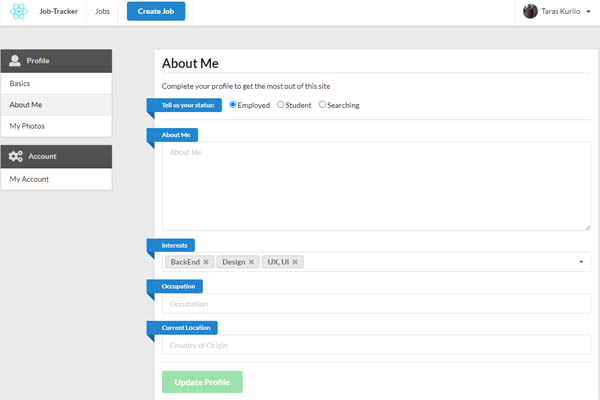 Job-Tracker
Jobs
Create Job
Taras Kurilo
Profile
Basics
About Me
My Photos
Account
My Account
About Me
Complete your profile to get the most out of this site
Tell us your status: Employed Student Searching
About Me
About Me
Interests
BackEnd Design UX, UI
Occupation
Occupation
Current Location
Country of Origin
Update Profile